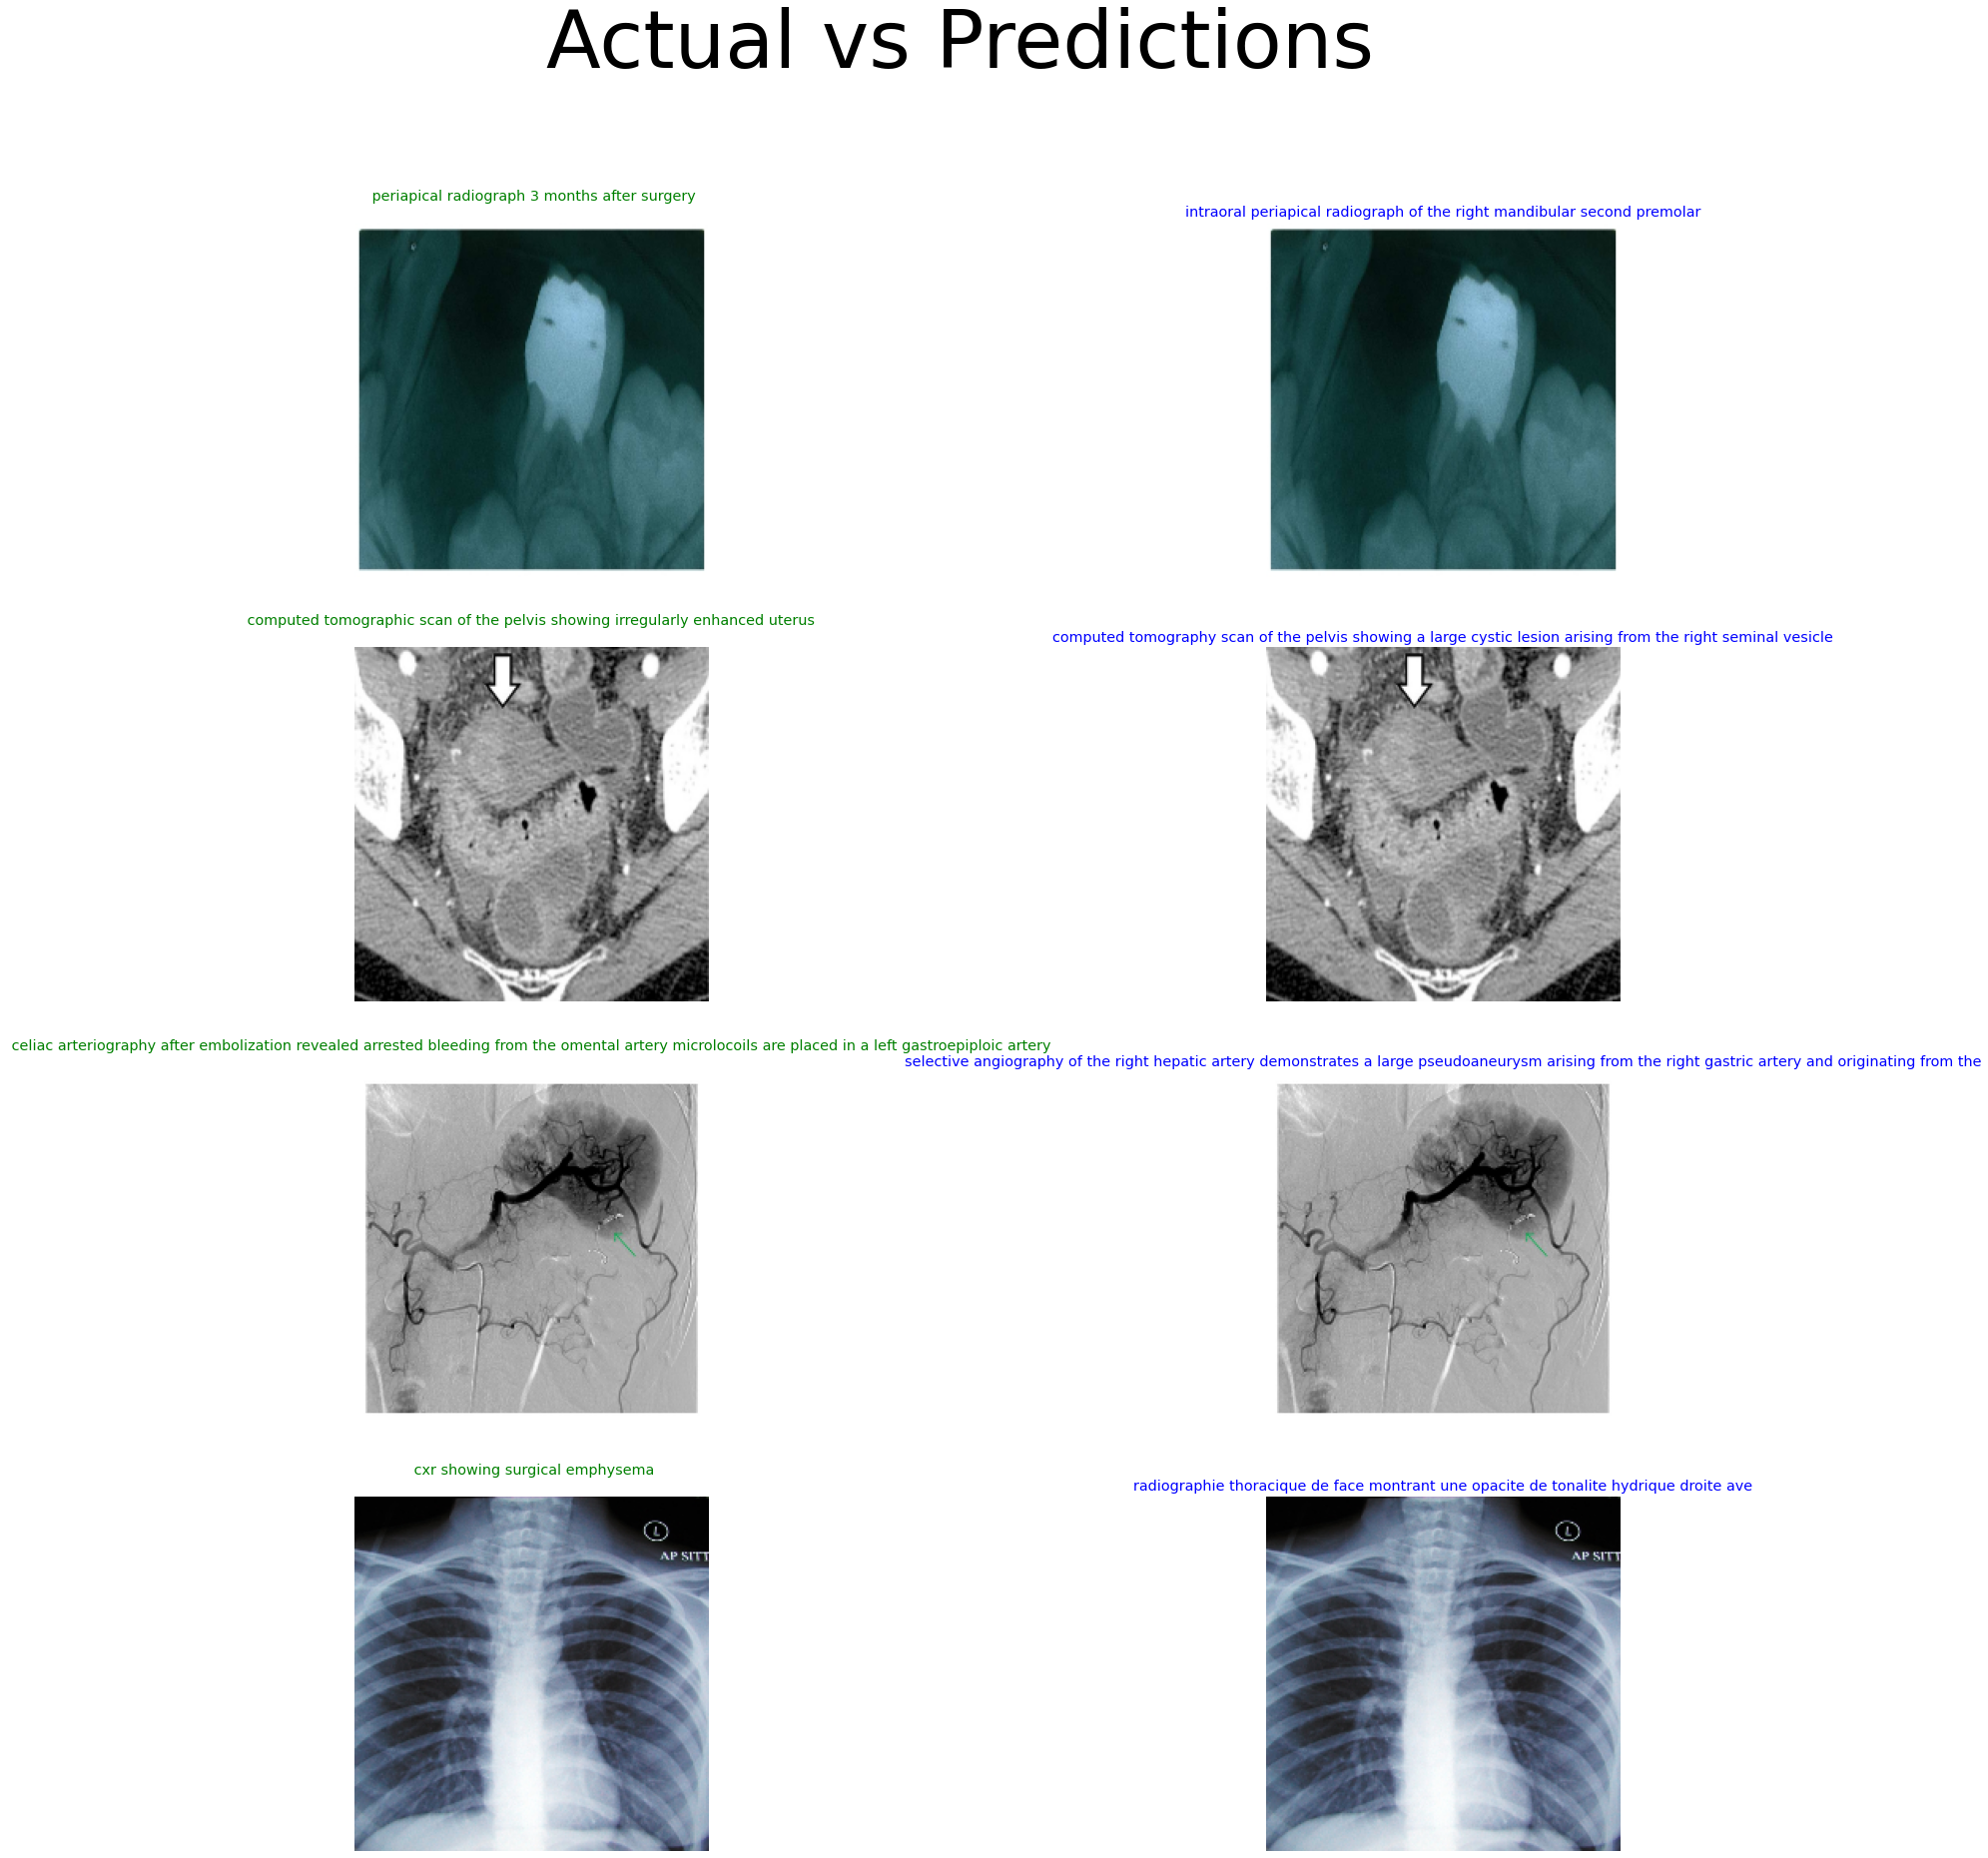 Actual vs Predictions
periapical radiograph 3 months after surgery
intraoral periapical radiograph of the right mandibular second premolar
computed tomographic scan of the pelvis showing irregularly enhanced uterus
computed tomography scan of the pelvis showing a large cystic lesion arising from the right seminal vesicle
celiac arteriography after embolization revealed arrested bleeding from the omental artery microlocoils are placed in a left gastroepiploic artery
selective angiography of the right hepatic artery demonstrates a large pseudoaneurysm arising from the right gastric artery and originating from the
cxr showing surgical emphysema
radiographie thoracique de face montrant une opacite de tonalite hydrique droite ave
L
AP SITT
L
AP SITT